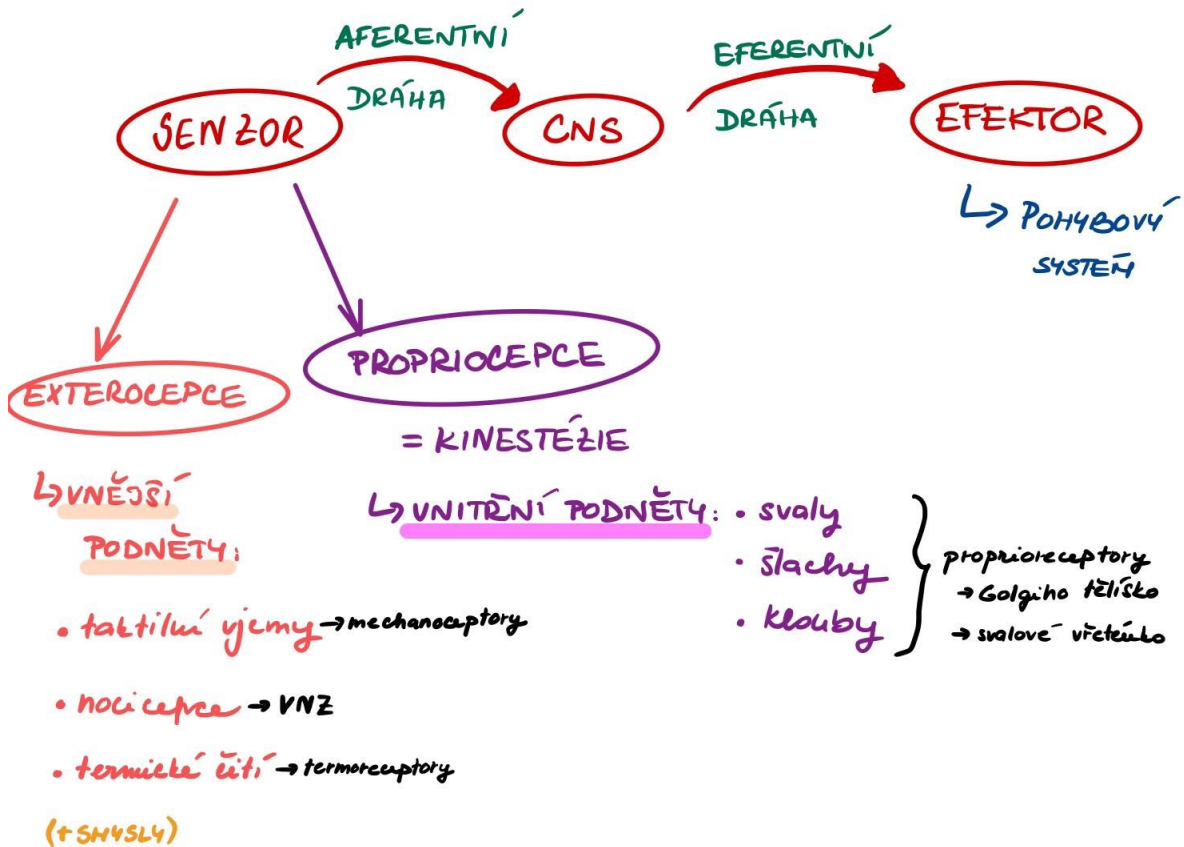 AFERENTNÍ
DRÁHA
EFERENTNÍ
DRÁHA
SENZOR
CNS
EFEKTOR
↳ POHYBOVÝ
SYSTÉM
EXTEROCEPCE
↳ VNĚJŠÍ
PODNĚTY:
• taktilní vjemy → mechanoceptory
• nocicepce → VNZ
• termické čití → termoreceptory
(+ SMYSLY)
PROPRIOCEPCE
= KINESTÉZIE
↳ VNITŘNÍ PODNĚTY:
• svaly
• šlachy
• klouby
proprioreceptory
→ Golgiho tělísko
→ svalové vřeténko